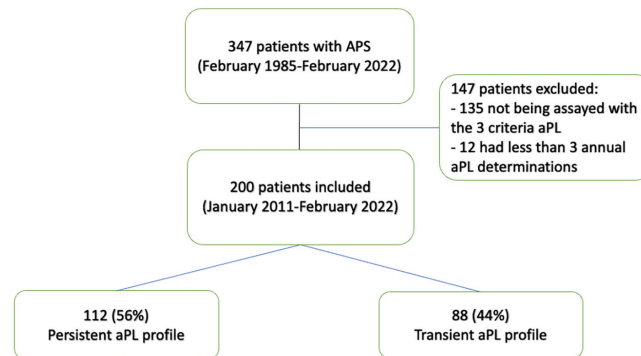 347 patients with APS
(February 1985-February 2022)
147 patients excluded:
- 135 not being assayed with
the 3 criteria aPL
- 12 had less than 3 annual
aPL determinations
200 patients included
(January 2011-February 2022)
112 (56%)
Persistent aPL profile
88 (44%)
Transient aPL profile